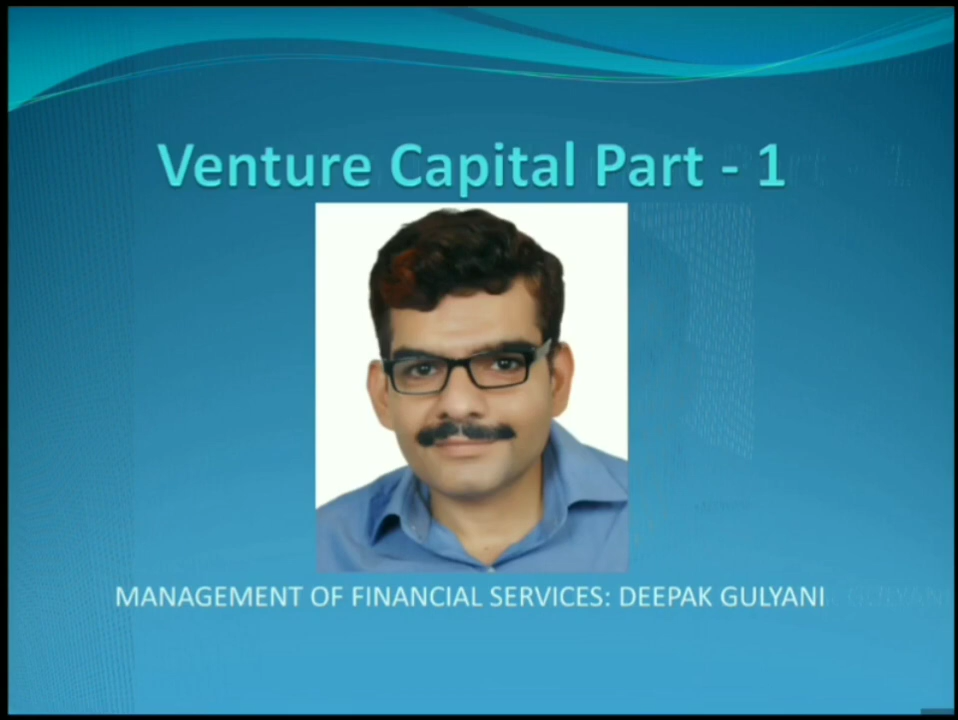 Venture Capital Part - 1
MANAGEMENT OF FINANCIAL SERVICES: DEEPAK GULYANI